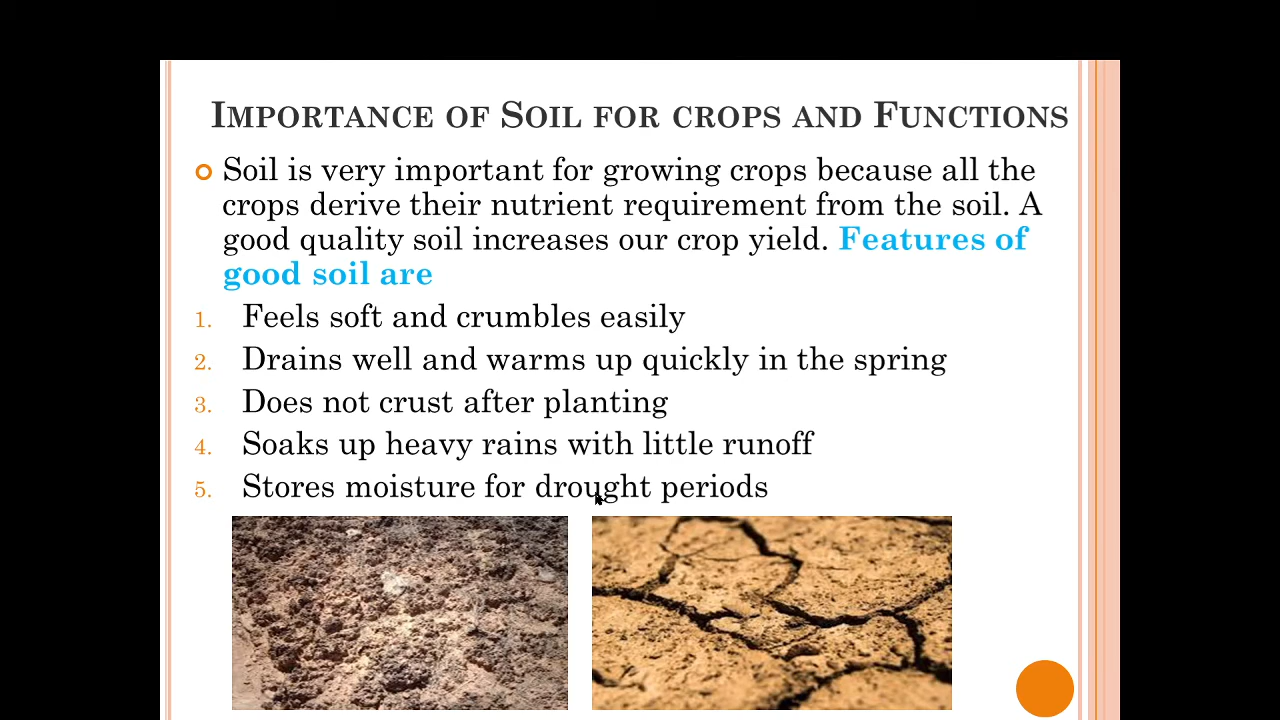 IMPORTANCE OF SOIL FOR CROPS AND FUNCTIONS
Soil is very important for growing crops because all the
crops derive their nutrient requirement from the soil. A
good quality soil increases our crop yield. Features of
good soil are
1. Feels soft and crumbles easily
2. Drains well and warms up quickly in the spring
3. Does not crust after planting
4. Soaks up heavy rains with little runoff
5. Stores moisture for drought periods